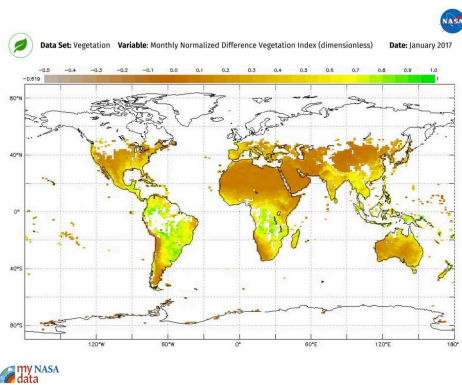 NASA
Data Set: Vegetation Variable: Monthly Normalized Difference Vegetation Index (dimensionless) Date: January 2017
-0.5 -0.4 -0.3 -0.2 -0.1 0.0 0.1 0.2 0.3 0.4 0.5 0.6 0.7 0.8 0.9 1.0
-0.619 1
80°N
40°N
0°
40°S
80°S
120°W 60°W 0° 60°E 120°E 180°
my NASA
data